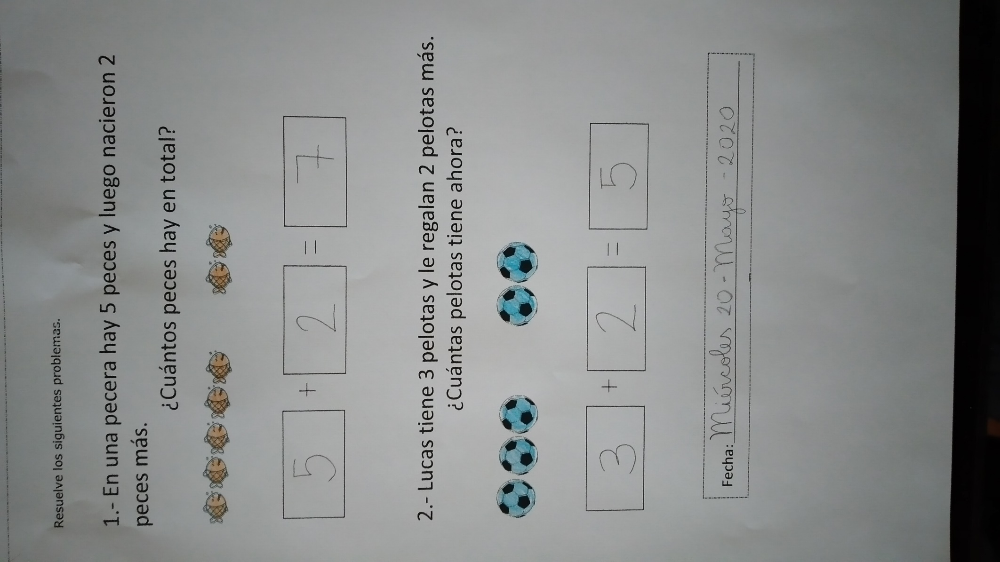 Resuelve los siguientes problemas.
1.- En una pecera hay 5 peces y luego nacieron 2
peces más.
¿Cuántos peces hay en total?
5 + 2 = 7
2.- Lucas tiene 3 pelotas y le regalan 2 pelotas más.
¿Cuántas pelotas tiene ahora?
3 + 2 = 5
Fecha: Miércoles 20 - Mayo - 2020